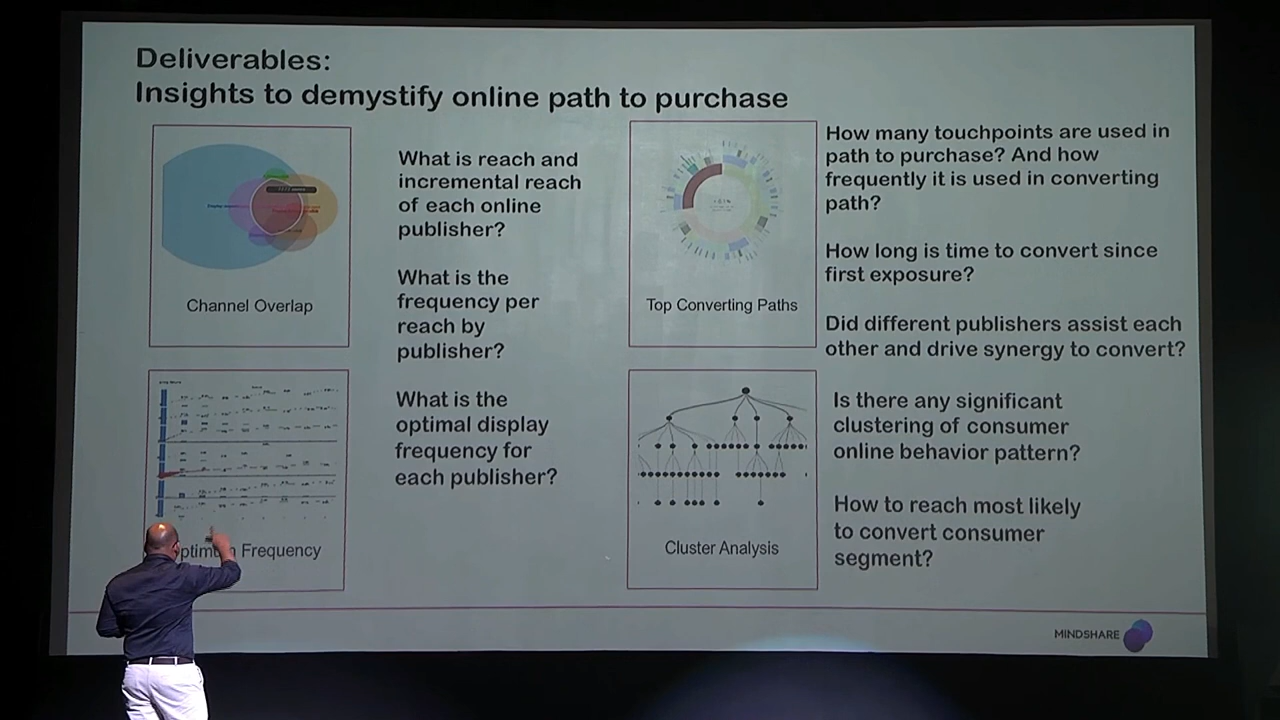 Deliverables:
Insights to demystify online path to purchase
Channel Overlap
What is reach and
incremental reach
of each online
publisher?
What is the
frequency per
reach by
publisher?
Top Converting Paths
How many touchpoints are used in
path to purchase? And how
frequently it is used in converting
path?
How long is time to convert since
first exposure?
Did different publishers assist each
other and drive synergy to convert?
Frequency
What is the
optimal display
frequency for
each publisher?
Cluster Analysis
Is there any significant
clustering of consumer
online behavior pattern?
How to reach most likely
to convert consumer
segment?
MINDSHARE